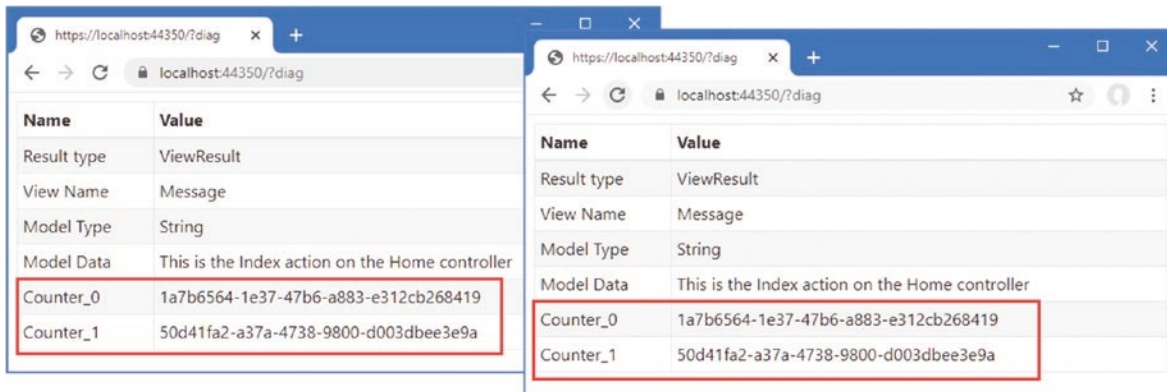 https://localhost:44350/?diag
localhost:44350/?diag
Name Value
Result type ViewResult
View Name Message
Model Type String
Model Data This is the Index action on the Home controller
Counter_0 1a7b6564-1e37-47b6-a883-e312cb268419
Counter_1 50d41fa2-a37a-4738-9800-d003dbee3e9a
https://localhost:44350/?diag
localhost:44350/?diag
Name Value
Result type ViewResult
View Name Message
Model Type String
Model Data This is the Index action on the Home controller
Counter_0 1a7b6564-1e37-47b6-a883-e312cb268419
Counter_1 50d41fa2-a37a-4738-9800-d003dbee3e9a